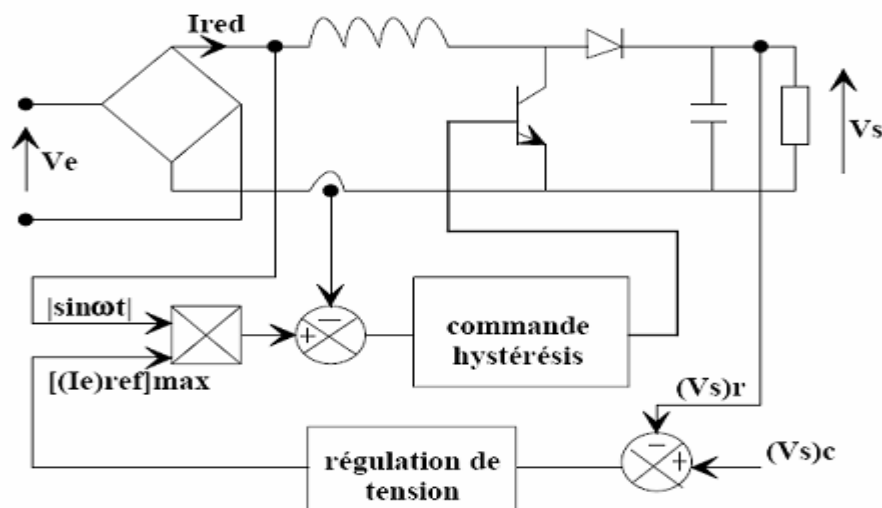 Ired
Ve
Vs
|sinωt|
[(Ie)ref]max
+
−
commande
hystérésis
(Vs)r
−
+
(Vs)c
régulation de
tension